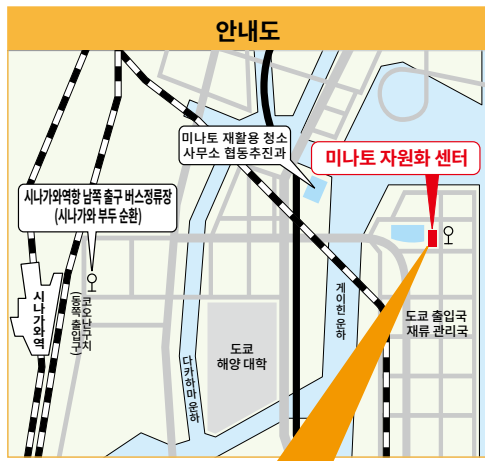 안내도
미나토 재활용 청소
사무소 협동추진과
미나토 자원화 센터
시나가와역항 남쪽 출구 버스정류장
(시나가와 부두 순환)
시나가와역
코오난구치
(동쪽 출입구)
게이힌 운하
도쿄 출입국
재류 관리국
도쿄
해양 대학
다카하마 운하